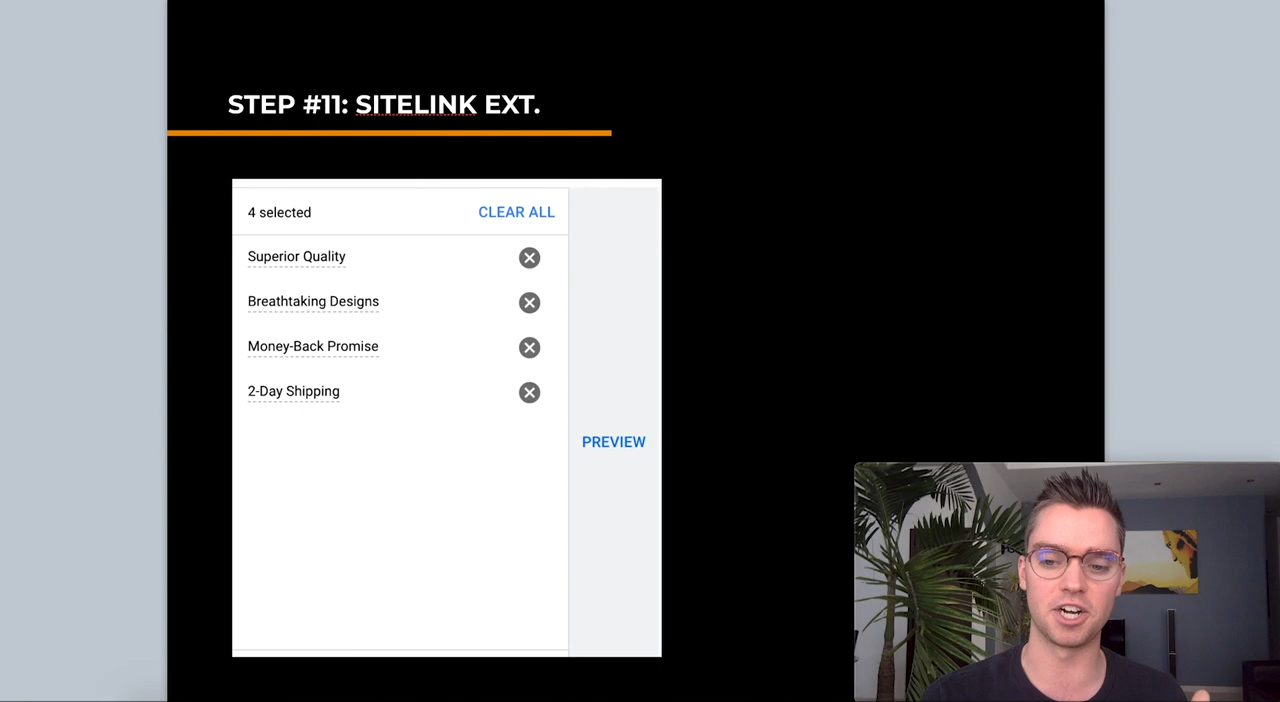 STEP #11: SITELINK EXT.
4 selected
CLEAR ALL
Superior Quality
Breathtaking Designs
Money-Back Promise
2-Day Shipping
PREVIEW